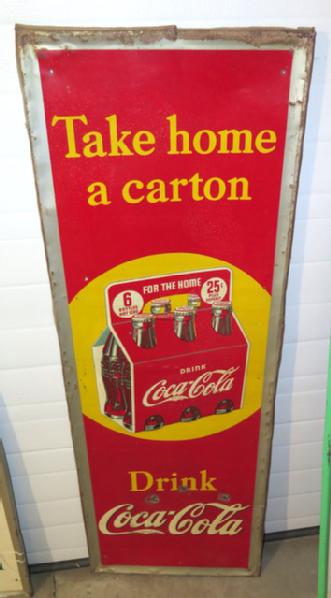 Take home
a carton
FOR THE HOME
6
25¢
DRINK
Coca-Cola
Drink
Coca-Cola